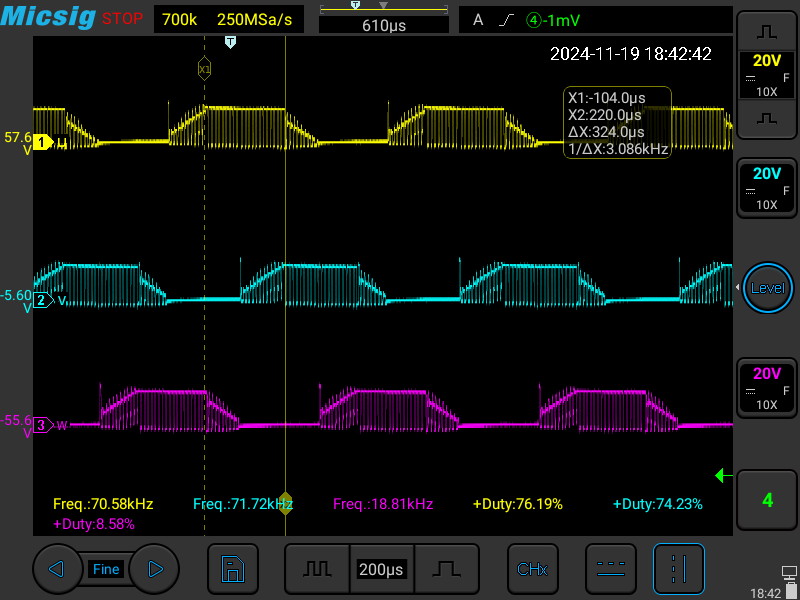 Micsig STOP 700k 250MSa/s T 610µs A 4 -1mV
T
2024-11-19 18:42:42
X1
X1:-104.0µs
X2:220.0µs
ΔX:324.0µs
1/ΔX:3.086kHz
20V
F
10X
57.6 V 1 U
20V
F
10X
-5.60 V 2 V
Level
-55.6 V 3 W
20V
F
10X
4
Freq.:70.58kHz Freq.:71.72kHz Freq.:18.81kHz +Duty:76.19% +Duty:74.23%
+Duty:8.58%
Fine 200µs CHx
18:42